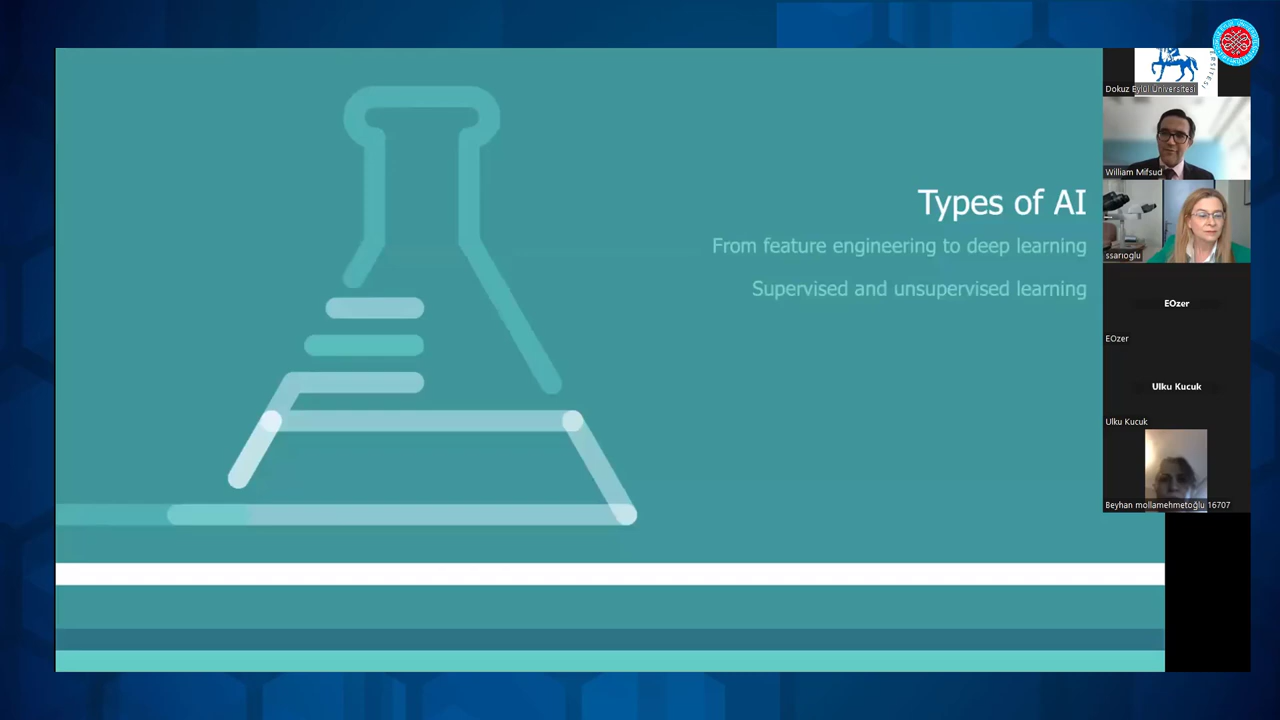 Types of AI
From feature engineering to deep learning
Supervised and unsupervised learning
Dokuz Eylül Üniversitesi
William Mifsud
ssarioglu
EOzer
EOzer
Ulku Kucuk
Ulku Kucuk
Beyhan mollamehmetoğlu 16707